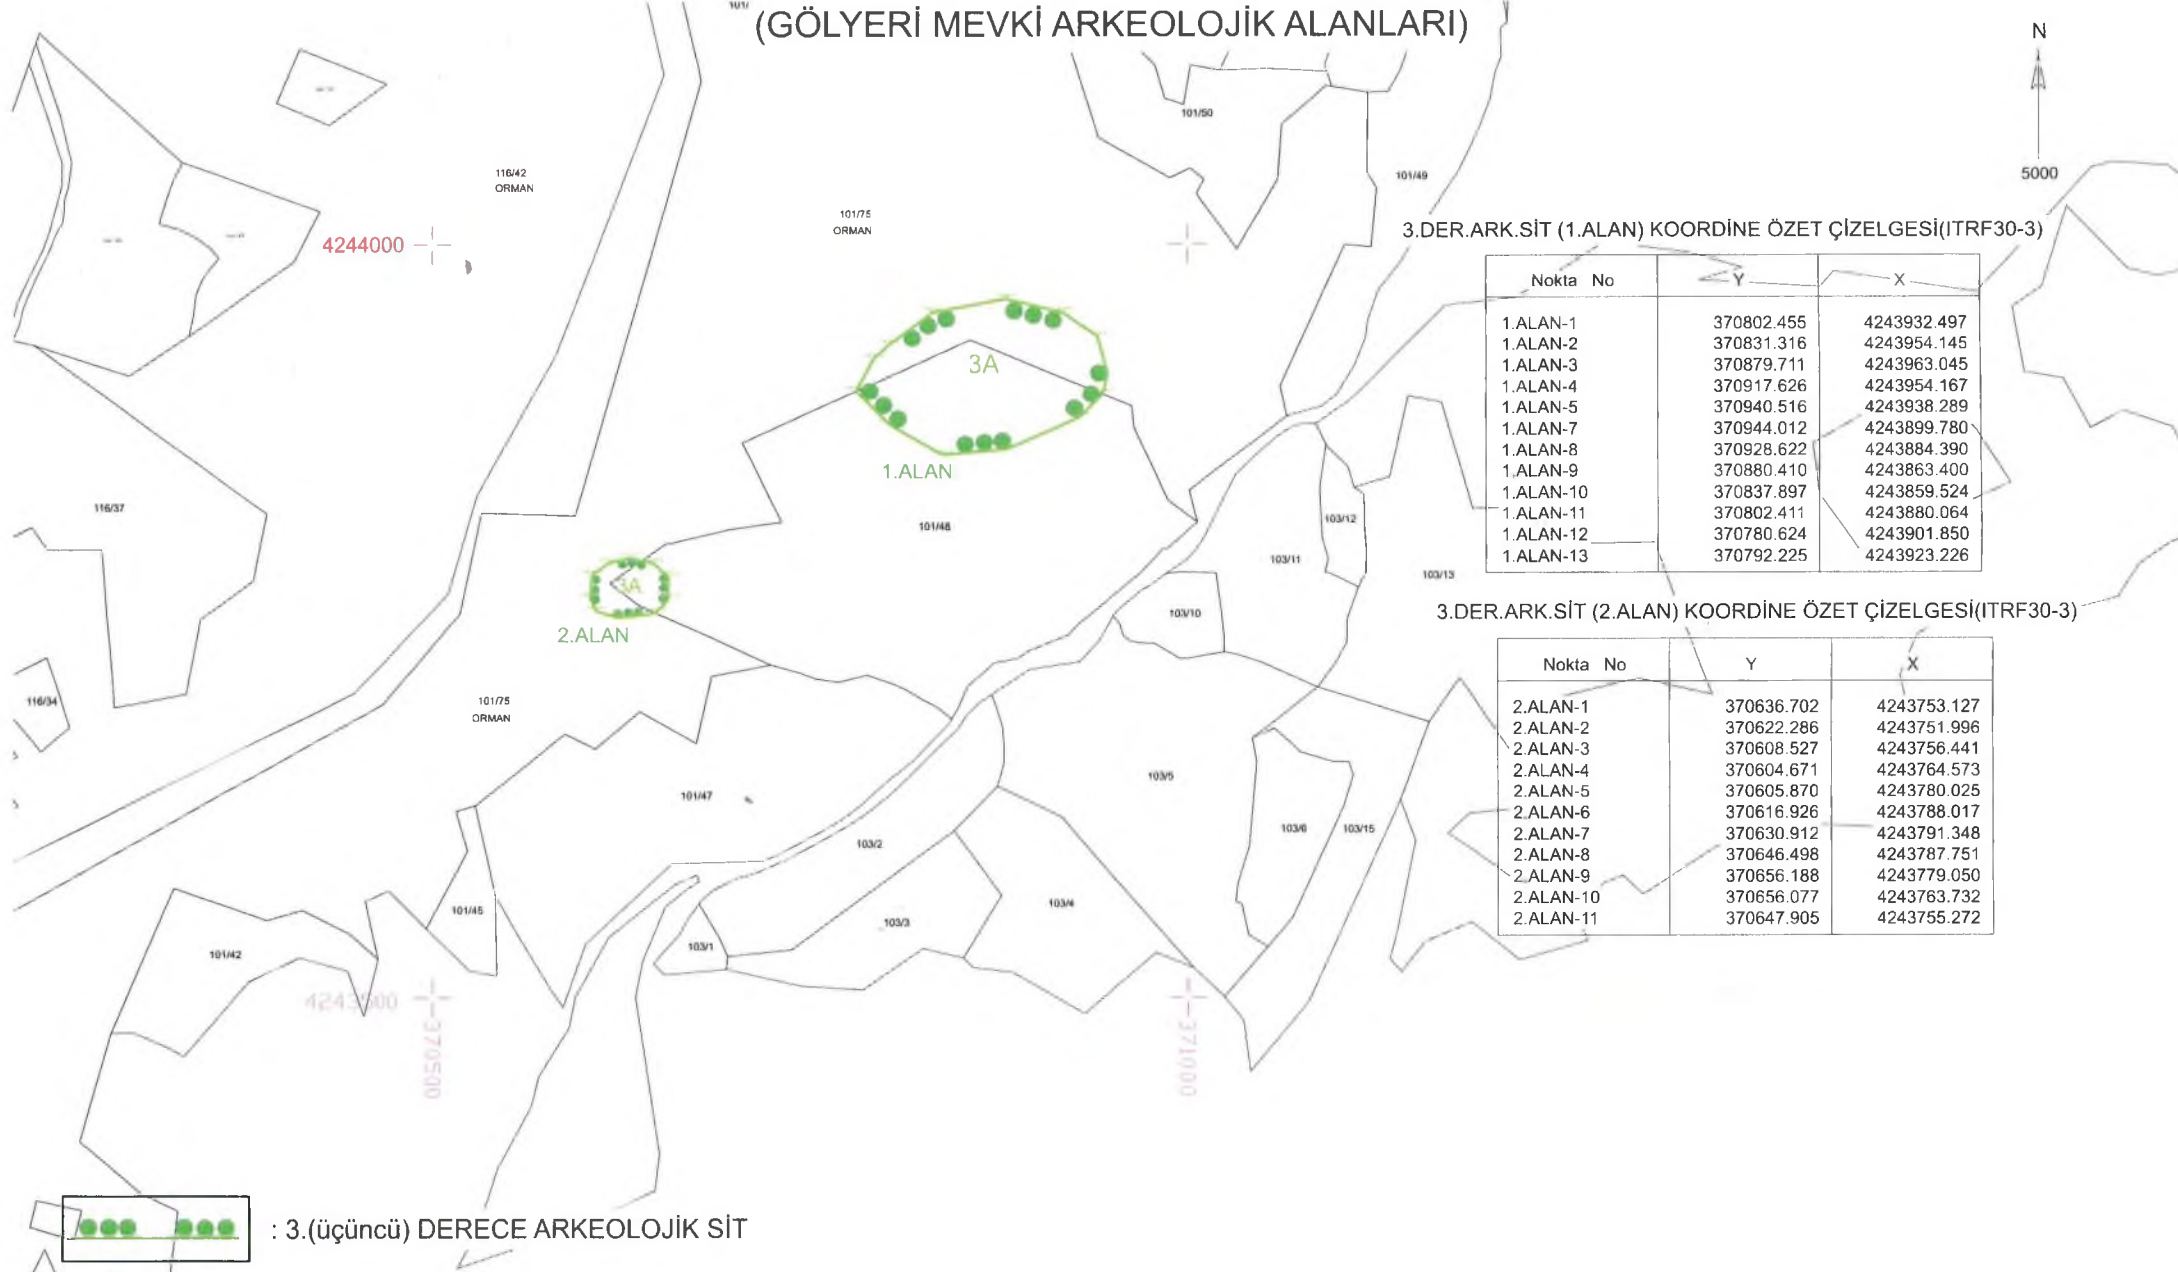 (GÖLYERİ MEVKİ ARKEOLOJİK ALANLARI)
N
5000
101/50
101/49
116/42
ORMAN
101/75
ORMAN
4244000
3A
1.ALAN
116/37
101/48
103/12
103/11
103/13
103/10
3A
2.ALAN
116/34
101/75
ORMAN
101/47
103/5
103/6
103/15
103/2
103/4
103/3
101/45
103/1
101/42
4243500
370500
371000
3.DER.ARK.SİT (1.ALAN) KOORDİNE ÖZET ÇİZELGESİ(ITRF30-3)
Nokta No Y X
1.ALAN-1 370802.455 4243932.497
1.ALAN-2 370831.316 4243954.145
1.ALAN-3 370879.711 4243963.045
1.ALAN-4 370917.626 4243954.167
1.ALAN-5 370940.516 4243938.289
1.ALAN-7 370944.012 4243899.780
1.ALAN-8 370928.622 4243884.390
1.ALAN-9 370880.410 4243863.400
1.ALAN-10 370837.897 4243859.524
1.ALAN-11 370802.411 4243880.064
1.ALAN-12 370780.624 4243901.850
1.ALAN-13 370792.225 4243923.226
3.DER.ARK.SİT (2.ALAN) KOORDİNE ÖZET ÇİZELGESİ(ITRF30-3)
Nokta No Y X
2.ALAN-1 370636.702 4243753.127
2.ALAN-2 370622.286 4243751.996
2.ALAN-3 370608.527 4243756.441
2.ALAN-4 370604.671 4243764.573
2.ALAN-5 370605.870 4243780.025
2.ALAN-6 370616.926 4243788.017
2.ALAN-7 370630.912 4243791.348
2.ALAN-8 370646.498 4243787.751
2.ALAN-9 370656.188 4243779.050
2.ALAN-10 370656.077 4243763.732
2.ALAN-11 370647.905 4243755.272
: 3.(üçüncü) DERECE ARKEOLOJİK SİT